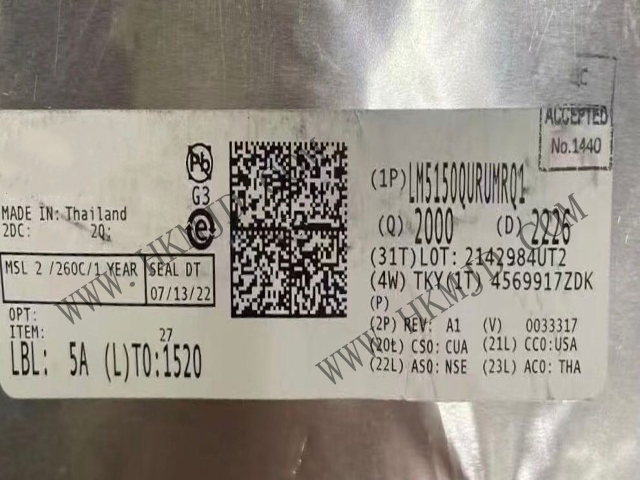 ACCEPTED
No.1440
Pb
G3
e
MADE IN: Thailand
2DC: 2Q:
MSL 2 /260C/1 YEAR SEAL DT
07/13/22
OPT:
ITEM: 27
LBL: 5A (L)TO:1520
(1P)LM5150QURUMRQ1
(Q) 2000 (D) 2226
(31T)LOT: 2142984UT2
(4W) TKY(1T) 4569917ZDK
(P)
(2P) REV: A1 (V) 0033317
(20L) CSO: CUA (21L) CCO:USA
(22L) ASO: NSE (23L) ACO: THA
WWW.HKMJD.COM
WWW.HKMJD.COM